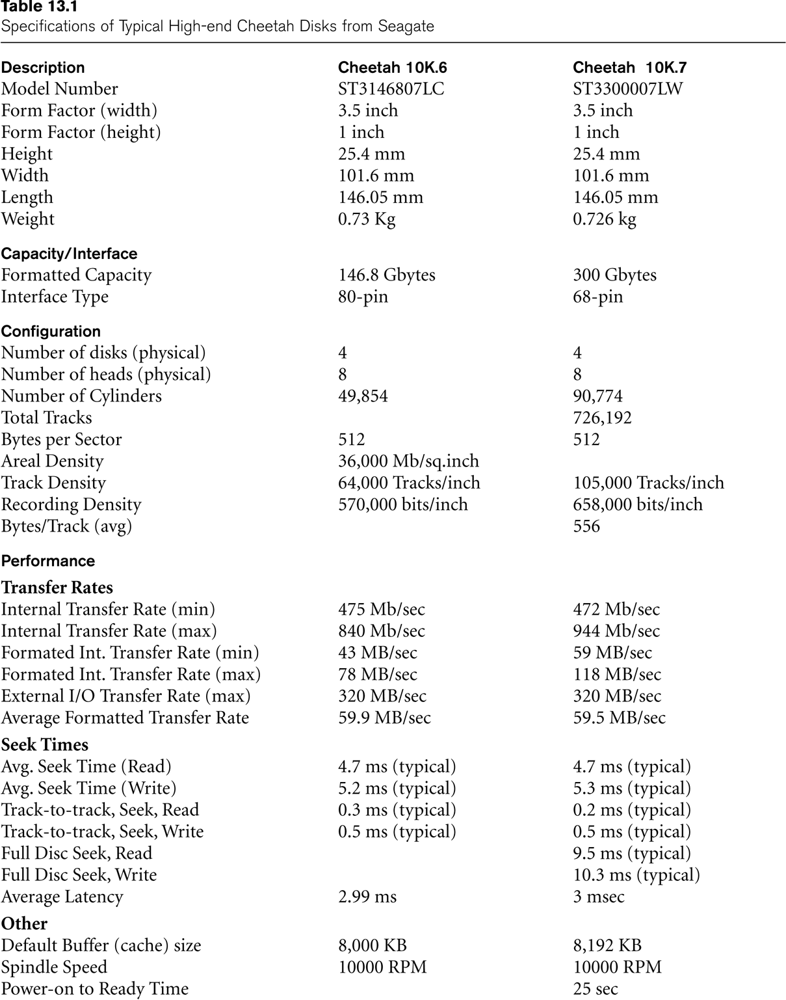 Table 13.1
Specifications of Typical High-end Cheetah Disks from Seagate
Description Cheetah 10K.6 Cheetah 10K.7
Model Number ST3146807LC ST3300007LW
Form Factor (width) 3.5 inch 3.5 inch
Form Factor (height) 1 inch 1 inch
Height 25.4 mm 25.4 mm
Width 101.6 mm 101.6 mm
Length 146.05 mm 146.05 mm
Weight 0.73 Kg 0.726 kg
Capacity/Interface
Formatted Capacity 146.8 Gbytes 300 Gbytes
Interface Type 80-pin 68-pin
Configuration
Number of disks (physical) 4 4
Number of heads (physical) 8 8
Number of Cylinders 49,854 90,774
Total Tracks 726,192
Bytes per Sector 512 512
Areal Density 36,000 Mb/sq.inch
Track Density 64,000 Tracks/inch 105,000 Tracks/inch
Recording Density 570,000 bits/inch 658,000 bits/inch
Bytes/Track (avg) 556
Performance
Transfer Rates
Internal Transfer Rate (min) 475 Mb/sec 472 Mb/sec
Internal Transfer Rate (max) 840 Mb/sec 944 Mb/sec
Formated Int. Transfer Rate (min) 43 MB/sec 59 MB/sec
Formated Int. Transfer Rate (max) 78 MB/sec 118 MB/sec
External I/O Transfer Rate (max) 320 MB/sec 320 MB/sec
Average Formatted Transfer Rate 59.9 MB/sec 59.5 MB/sec
Seek Times
Avg. Seek Time (Read) 4.7 ms (typical) 4.7 ms (typical)
Avg. Seek Time (Write) 5.2 ms (typical) 5.3 ms (typical)
Track-to-track, Seek, Read 0.3 ms (typical) 0.2 ms (typical)
Track-to-track, Seek, Write 0.5 ms (typical) 0.5 ms (typical)
Full Disc Seek, Read 9.5 ms (typical)
Full Disc Seek, Write 10.3 ms (typical)
Average Latency 2.99 ms 3 msec
Other
Default Buffer (cache) size 8,000 KB 8,192 KB
Spindle Speed 10000 RPM 10000 RPM
Power-on to Ready Time 25 sec